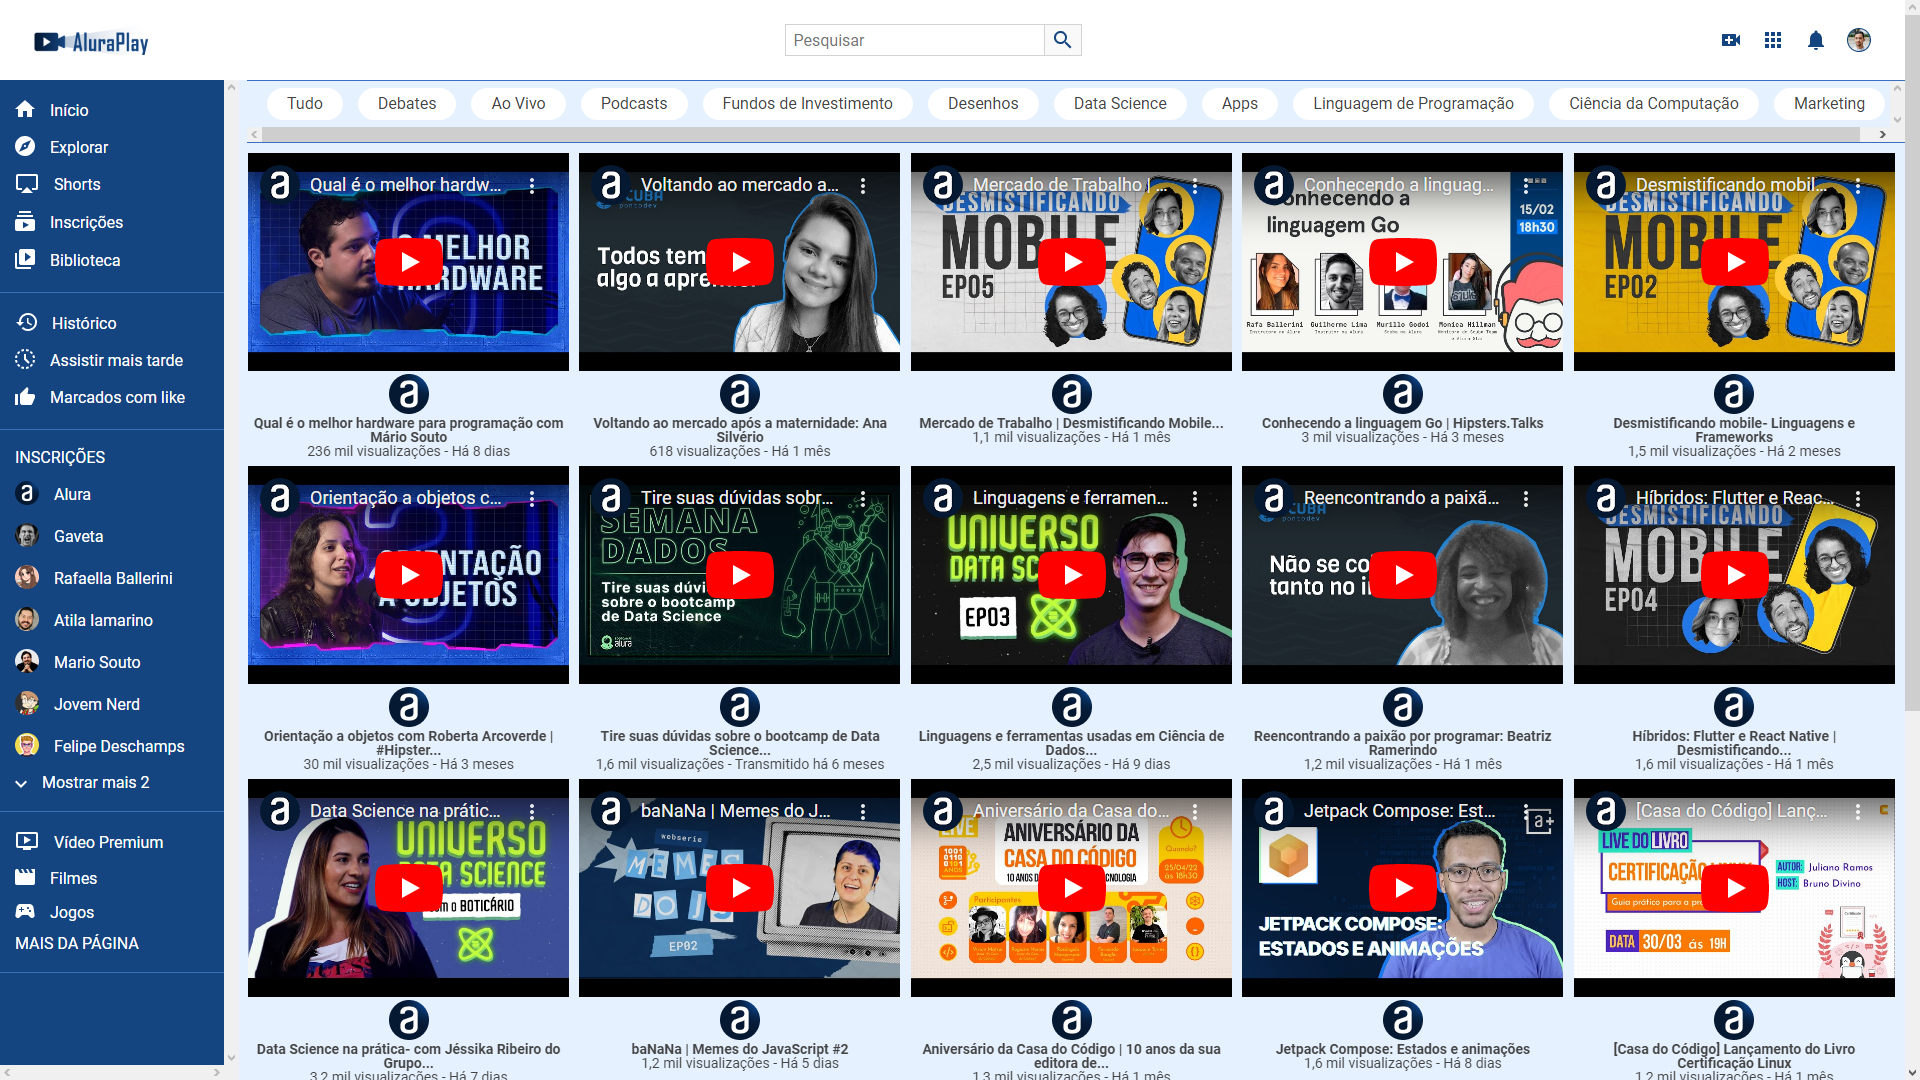 AluraPlay
Pesquisar
Início
Explorar
Shorts
Inscrições
Biblioteca
Histórico
Assistir mais tarde
Marcados com like
INSCRIÇÕES
Alura
Gaveta
Rafaella Ballerini
Atila Iamarino
Mario Souto
Jovem Nerd
Felipe Deschamps
Mostrar mais 2
Vídeo Premium
Filmes
Jogos
MAIS DA PÁGINA
Tudo Debates Ao Vivo Podcasts Fundos de Investimento Desenhos Data Science Apps Linguagem de Programação Ciência da Computação Marketing
a Qual é o melhor hardw...
MELHOR
HARDWARE
a
Qual é o melhor hardware para programação com
Mário Souto
236 mil visualizações - Há 8 dias
a Voltando ao mercado a...
CUBA
pontodev
Todos tem
algo a
a
Voltando ao mercado após a maternidade: Ana
Silvério
618 visualizações - Há 1 mês
a Mercado de Trabalho | ...
DESMISTIFICANDO
MOBILE
EP05
a
Mercado de Trabalho | Desmistificando Mobile...
1,1 mil visualizações - Há 1 mês
a Conhecendo a linguag...
Conhecendo a
linguagem Go
15/02
18h30
Rafa Ballerini Guilherme Lima Murillo Godoi Monica Hillman
a
Conhecendo a linguagem Go | Hipsters.Talks
3 mil visualizações - Há 3 meses
a Desmistificando mobil...
DESMISTIFICANDO
MOBILE
EP02
a
Desmistificando mobile- Linguagens e
Frameworks
1,5 mil visualizações - Há 2 meses
a Orientação a objetos c...
ORIENTAÇÃO
A OBJETOS
a
Orientação a objetos com Roberta Arcoverde |
#Hipster...
30 mil visualizações - Há 3 meses
a Tire suas dúvidas sobr...
SEMANA
DADOS
Tire suas dúvidas
sobre o bootcamp
de Data Science
alura
a
Tire suas dúvidas sobre o bootcamp de Data
Science...
1,6 mil visualizações - Transmitido há 6 meses
a Linguagens e ferramen...
UNIVERSO
DATA SC
EP03
a
Linguagens e ferramentas usadas em Ciência de
Dados...
2,5 mil visualizações - Há 9 dias
a Reencontrando a paixã...
CUBA
pontodev
Não se co
tanto no i
a
Reencontrando a paixão por programar: Beatriz
Ramerindo
1,2 mil visualizações - Há 1 mês
a Híbridos: Flutter e Reac...
DESMISTIFICANDO
MOBILE
EP04
a
Híbridos: Flutter e React Native |
Desmistificando...
1,6 mil visualizações - Há 1 mês
a Data Science na prátic...
UNIVERSO
DATA SCIENCE
com o BOTICÁRIO
a
Data Science na prática- com Jéssika Ribeiro do
Grupo...
3,2 mil visualizações - Há 7 dias
a baNaNa | Memes do J...
webserie
MEMES
DO JS
EP02
a
baNaNa | Memes do JavaScript #2
1,2 mil visualizações - Há 5 dias
a Aniversário da Casa do...
LIVE
ANIVERSÁRIO DA
CASA DO CÓDIGO
Participantes
Quando?
25/04/22
às 18h30
a
Aniversário da Casa do Código | 10 anos da sua
editora de...
1,3 mil visualizações - Há 1 mês
a Jetpack Compose: Est...
a+
JETPACK COMPOSE:
ESTADOS E ANIMAÇÕES
a
Jetpack Compose: Estados e animações
1,6 mil visualizações - Há 8 dias
a [Casa do Código] Lanç...
LIVE DO LIVRO
CERTIFICAÇÃO
Guia prático para a
AUTOR: Juliano Ramos
HOST: Bruno Divino
DATA 30/03 às 19H
a
[Casa do Código] Lançamento do Livro
Certificação Linux
1,2 mil visualizações - Há 1 mês